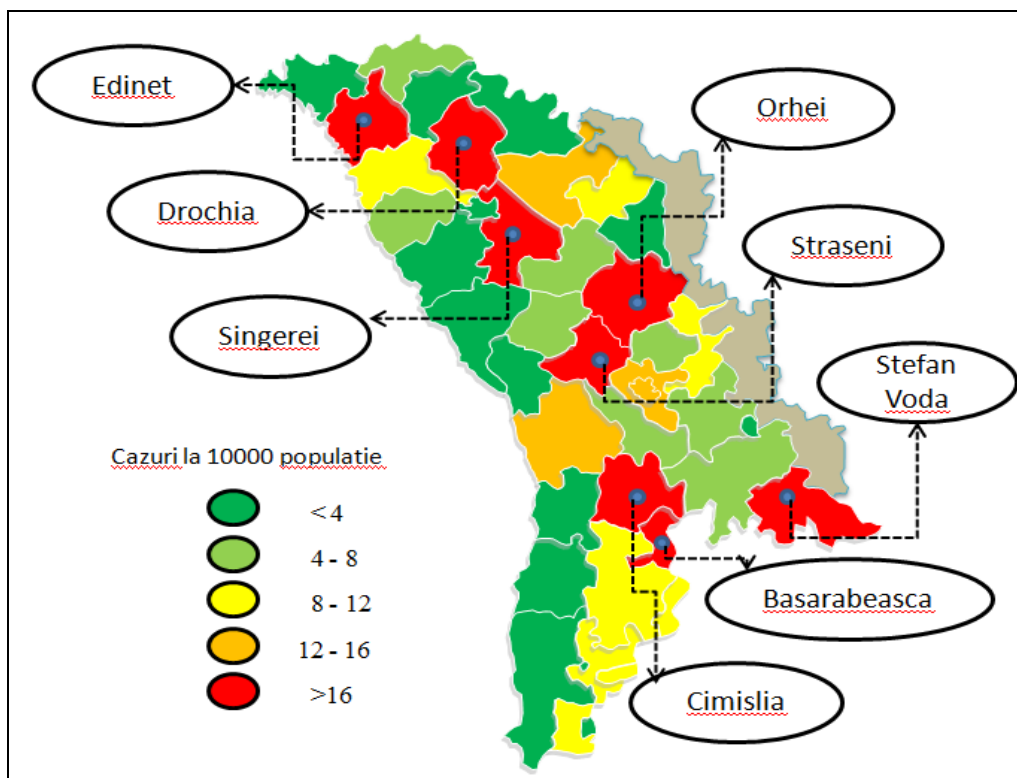 Edinet
Orhei
Drochia
Straseni
Singerei
Stefan
Voda
Cazuri la 10000 populatie
<4
4 - 8
8 - 12
12 - 16
>16
Basarabeasca
Cimislia